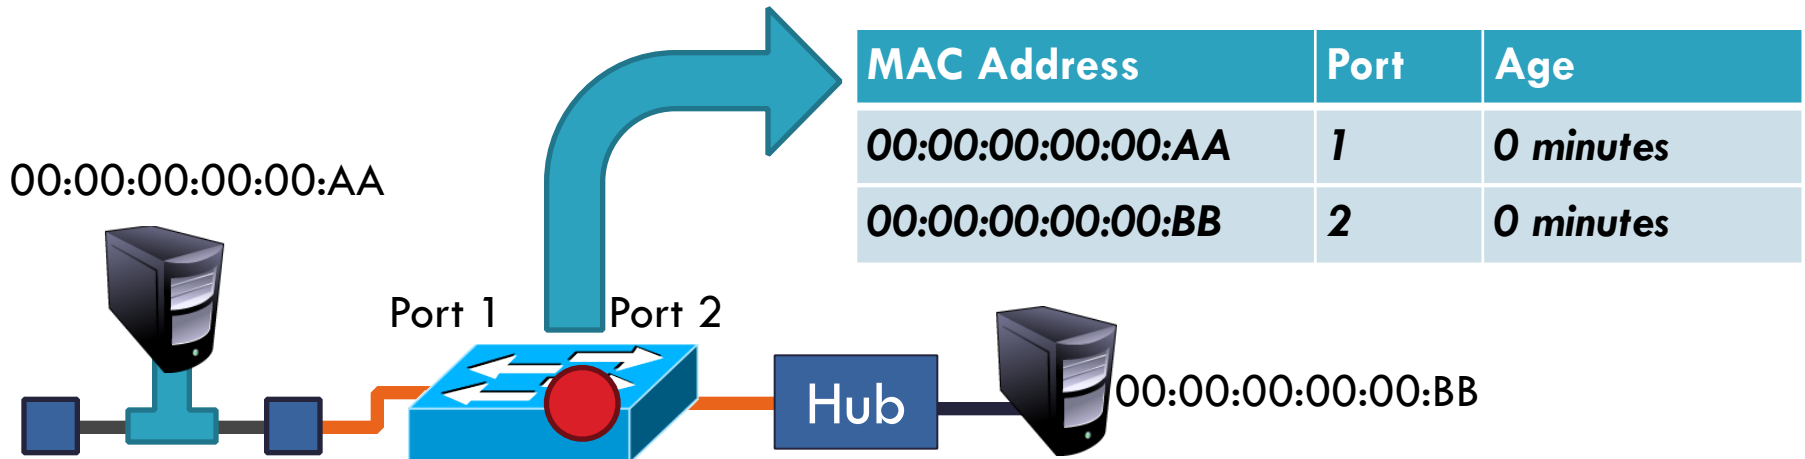 MAC Address Port Age
00:00:00:00:00:AA 1 0 minutes
00:00:00:00:00:BB 2 0 minutes
00:00:00:00:00:AA
Port 1 Port 2
Hub
00:00:00:00:00:BB